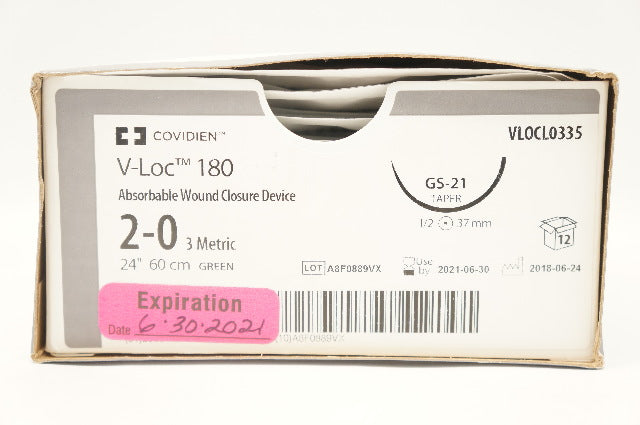 COVIDIEN™
VLOCL0335
V-Loc™ 180
Absorbable Wound Closure Device
GS-21
TAPER
2-0 3 Metric
1/2 37 mm
12
24" 60 cm GREEN
LOT A8F0889VX
Use by 2021-06-30
2018-06-24
Expiration
Date 6·30·2021
(10)A8F0889VX